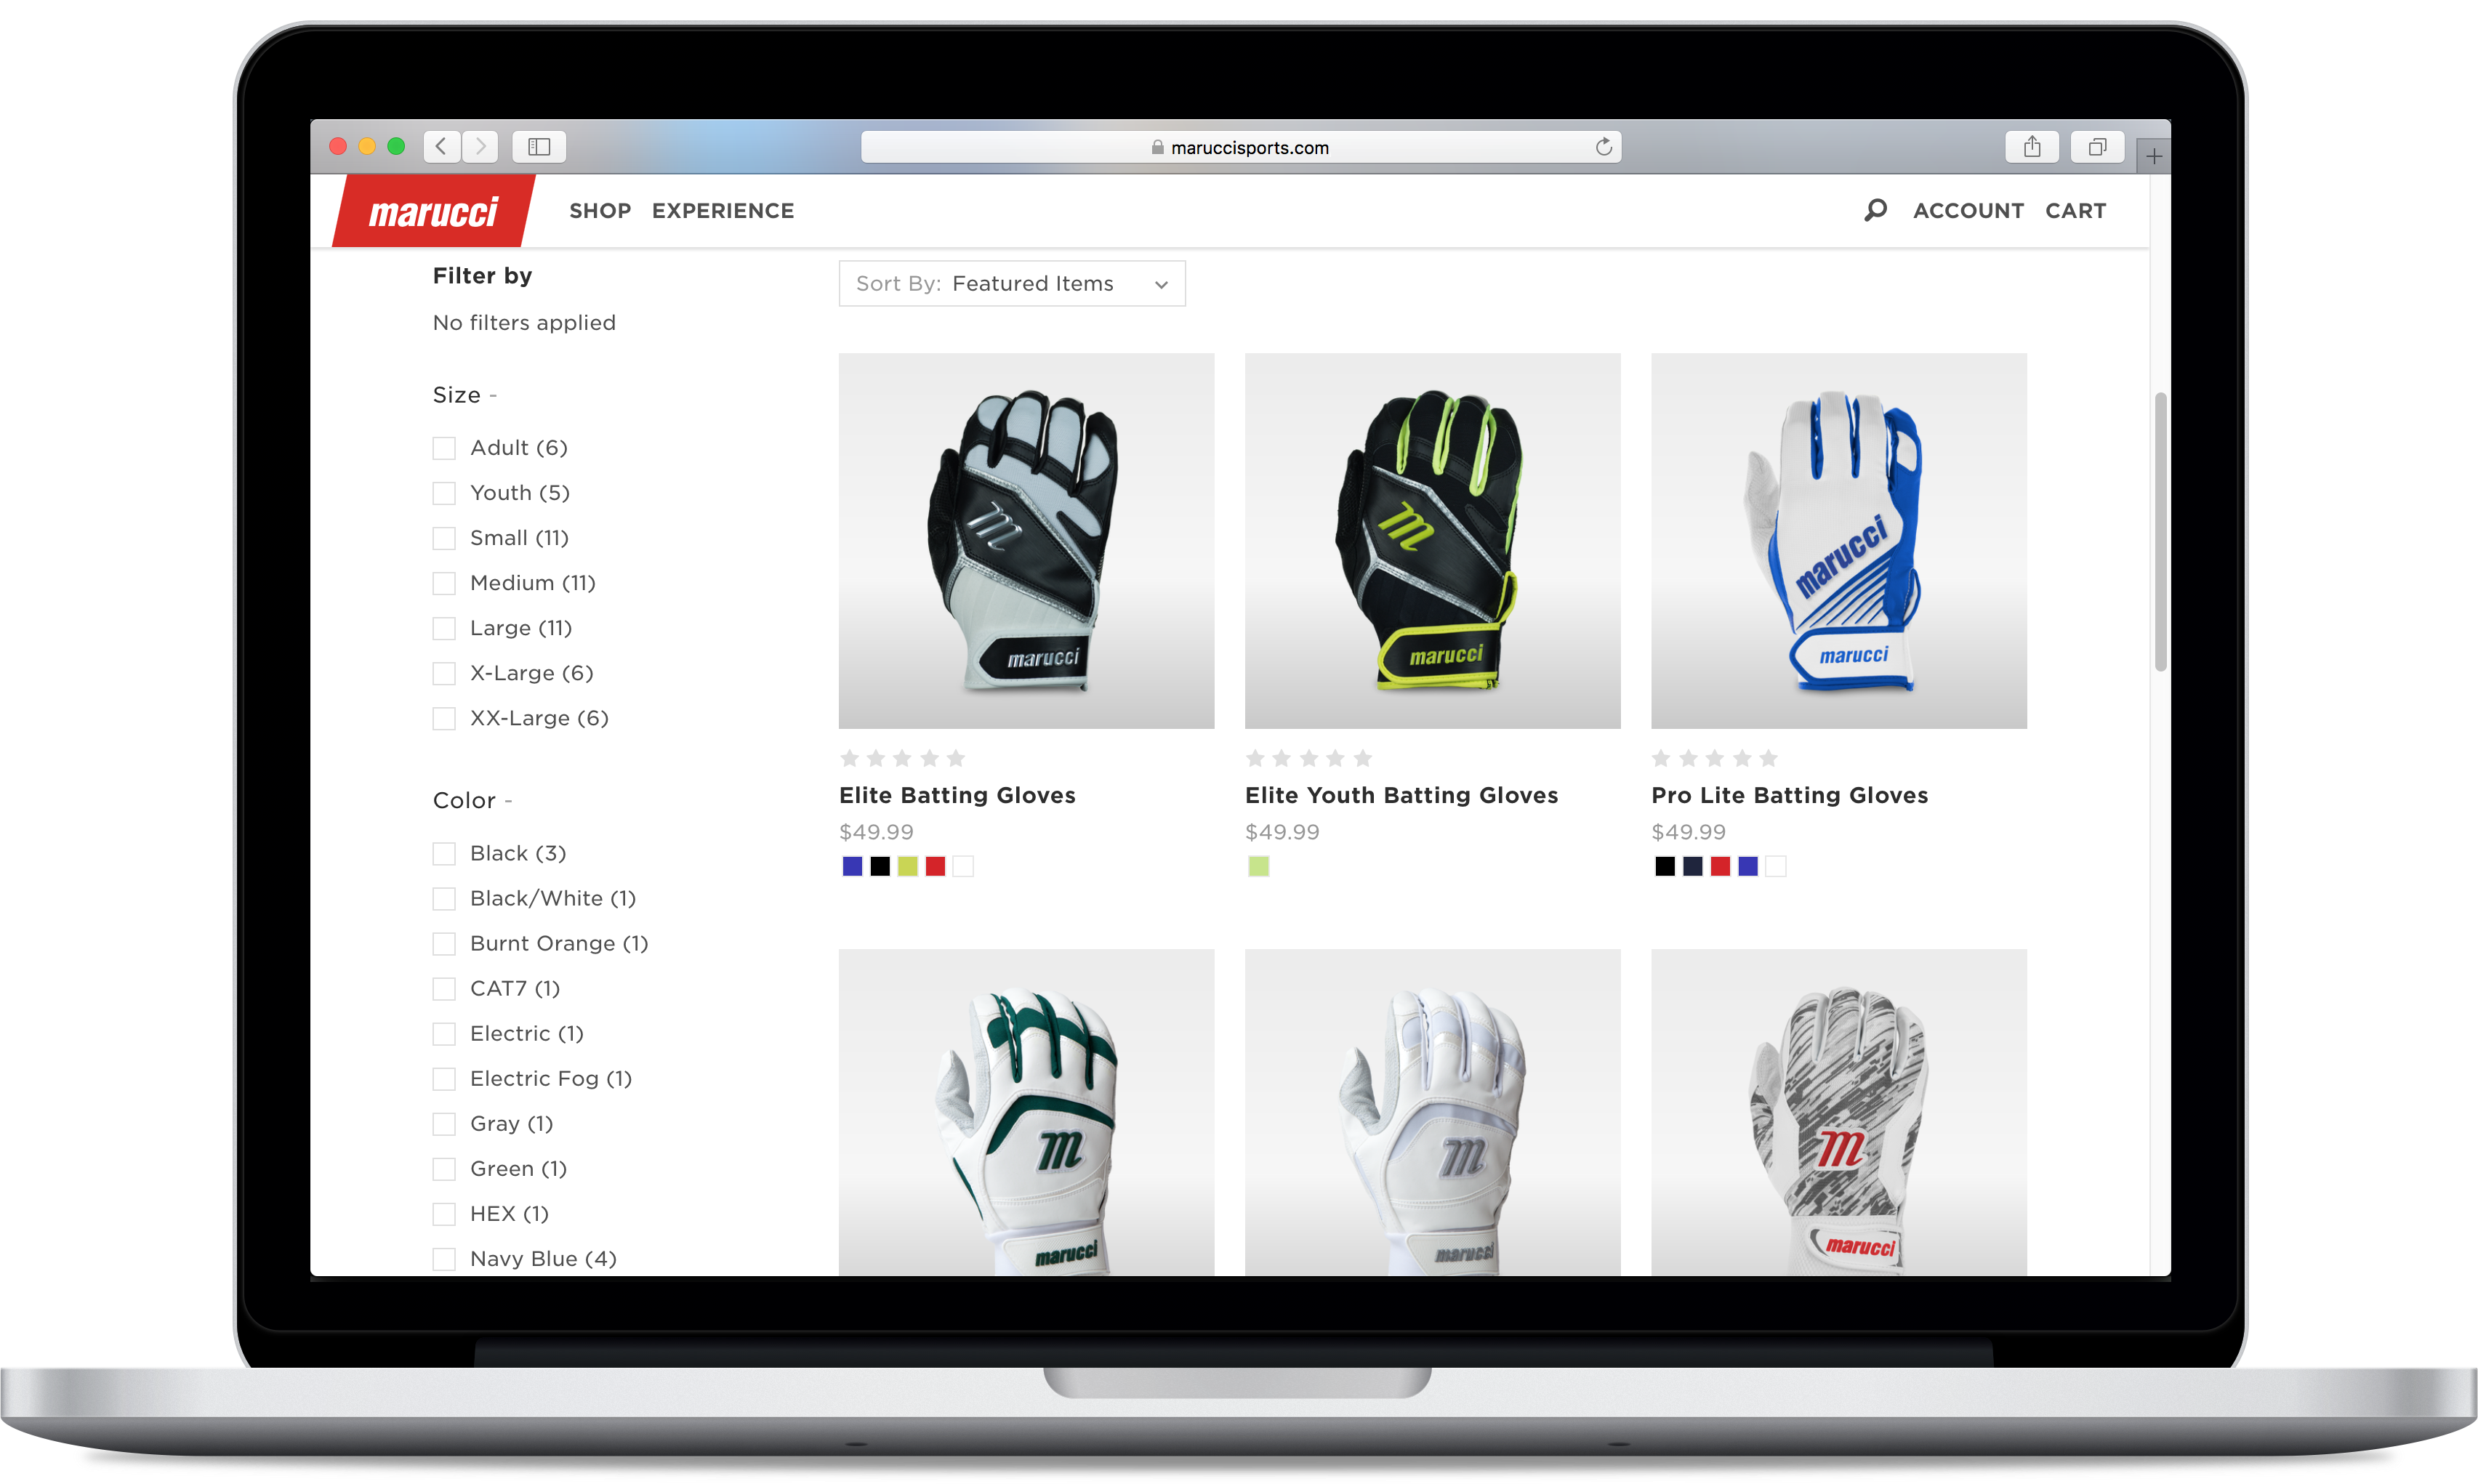 maruccisports.com
marucci
SHOP EXPERIENCE
ACCOUNT CART
Filter by
No filters applied
Size -
Adult (6)
Youth (5)
Small (11)
Medium (11)
Large (11)
X-Large (6)
XX-Large (6)
Color -
Black (3)
Black/White (1)
Burnt Orange (1)
CAT7 (1)
Electric (1)
Electric Fog (1)
Gray (1)
Green (1)
HEX (1)
Navy Blue (4)
Sort By: Featured Items
m
marucci
m
marucci
marucci
marucci
Elite Batting Gloves
$49.99
Elite Youth Batting Gloves
$49.99
Pro Lite Batting Gloves
$49.99
m
marucci
m
marucci
m
marucci